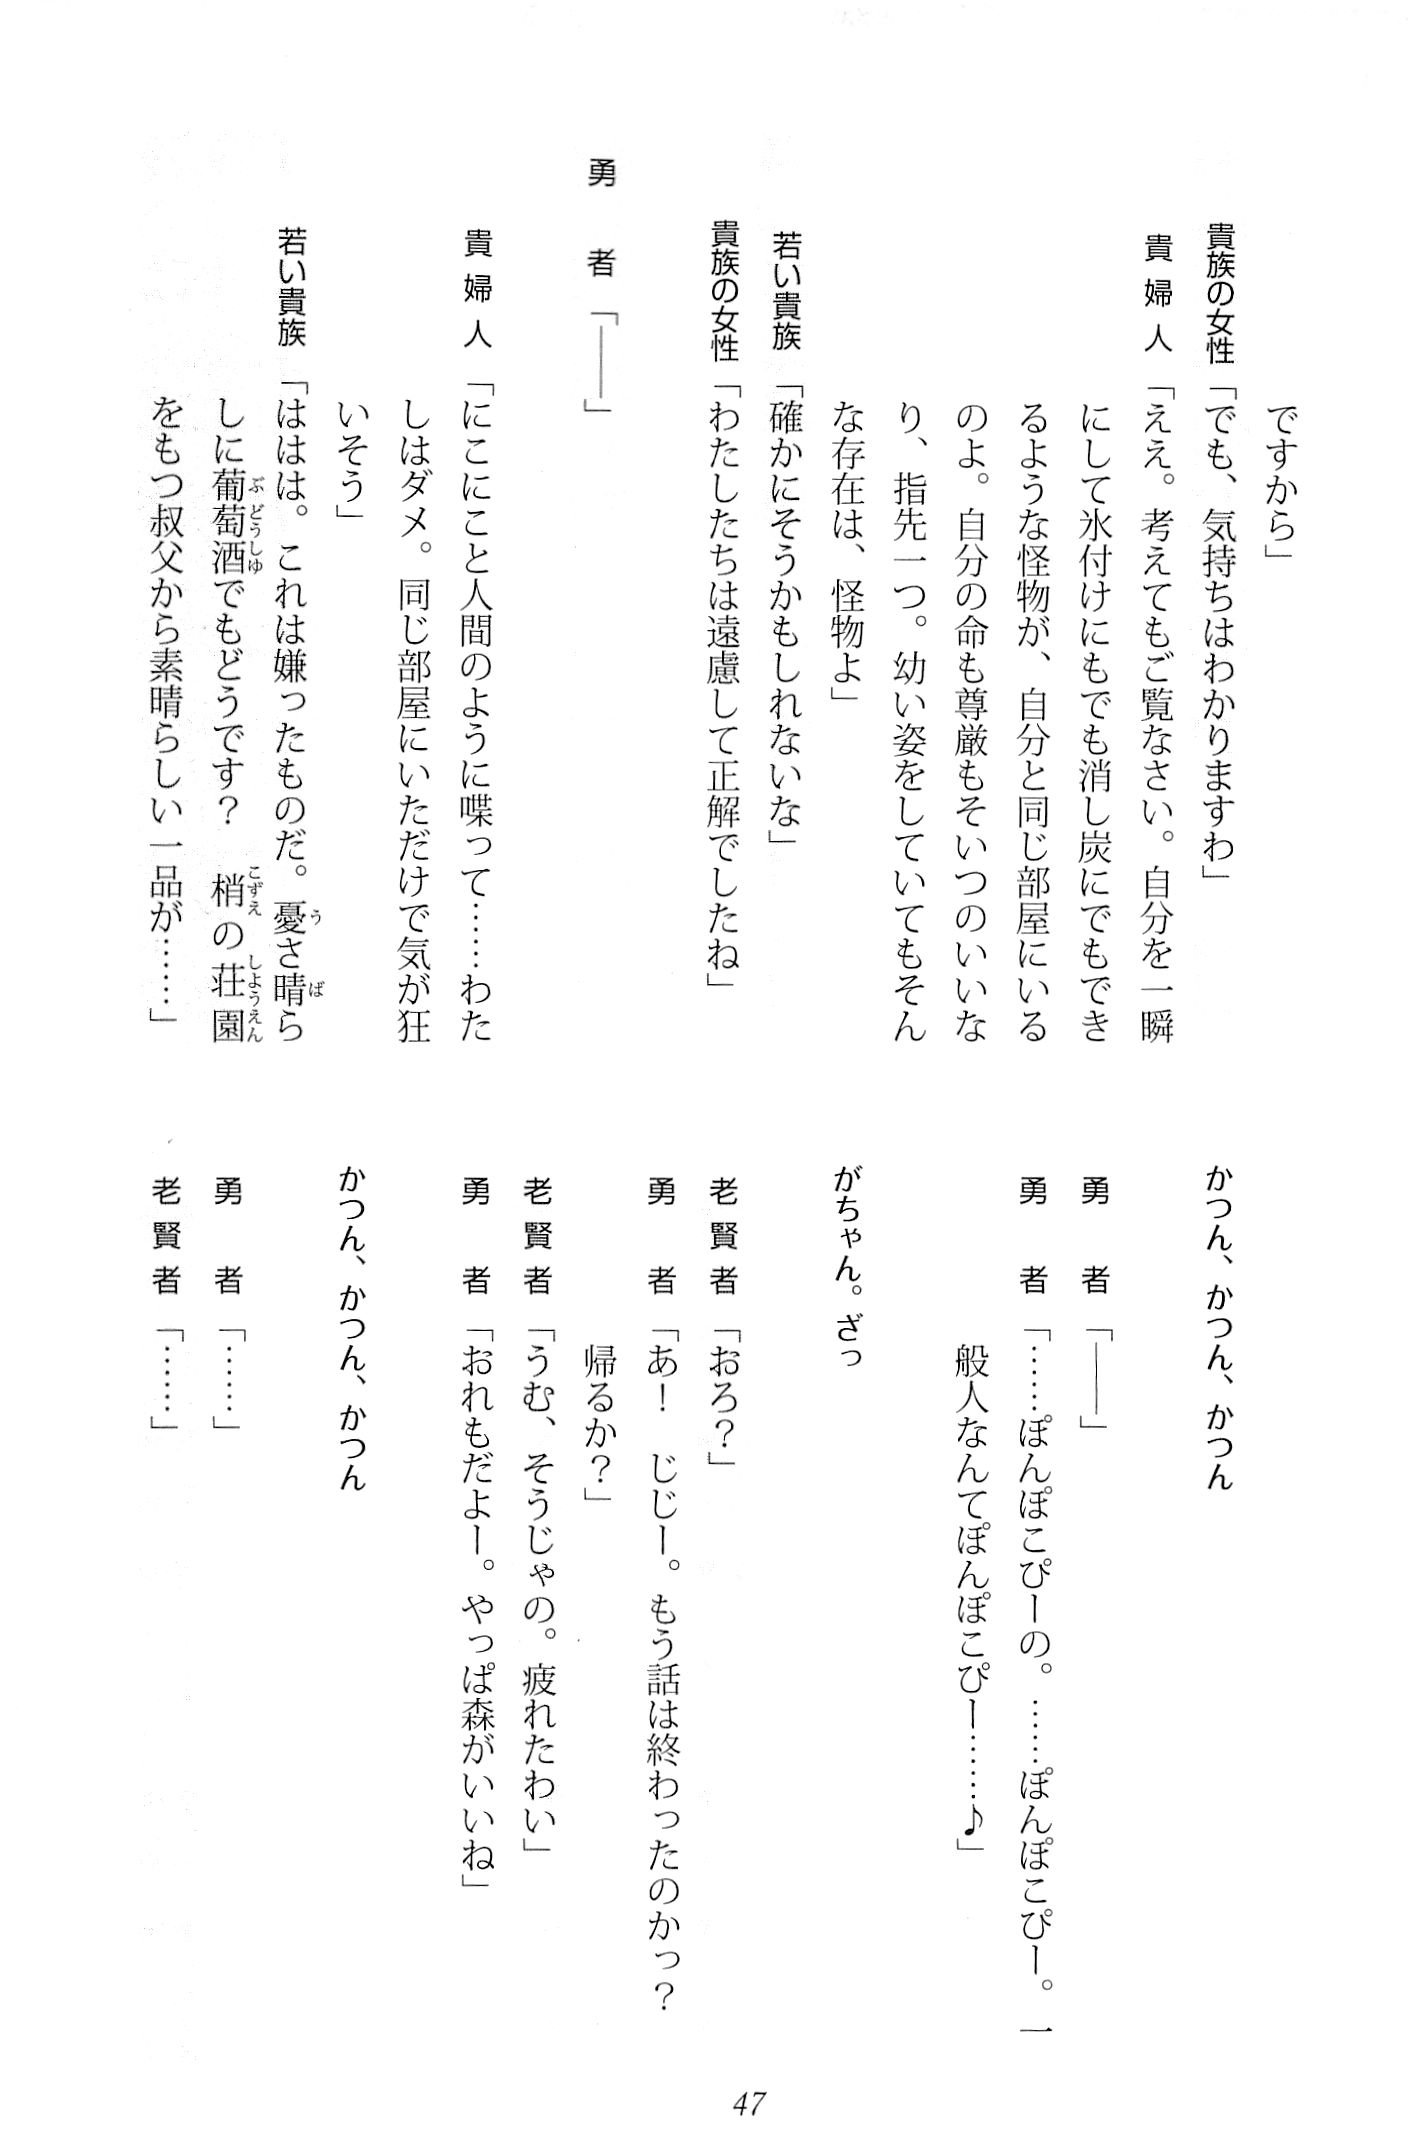 ですから」
貴族の女性「でも、気持ちはわかりますわ」
貴婦人「ええ。考えてもご覧なさい。自分を一瞬
にして氷付けにもでも消し炭にでもでき
るような怪物が、自分と同じ部屋にいる
のよ。自分の命も尊厳もそいつのいいな
り、指先一つ。幼い姿をしていてもそん
な存在は、怪物よ」
若い貴族「確かにそうかもしれないな」
貴族の女性「わたしたちは遠慮して正解でしたね」
勇者「――」
貴婦人「にこにこと人間のように喋って……わた
しはダメ。同じ部屋にいただけで気が狂
いそう」
若い貴族「ははは。これは嫌ったものだ。憂さ晴ら
しに葡萄酒でもどうです？　梢の荘園
をもつ叔父から素晴らしい一品が……」
かつん、かつん、かつん
勇者「――」
勇者「……ぽんぽこぴーの。……ぽんぽこぴー。一
般人なんてぽんぽこぴー………♪」
がちゃん。ざっ
老賢者「おろ？」
勇者「あ！　じじー。もう話は終わったのかっ？
帰るか？」
老賢者「うむ、そうじゃの。疲れたわい」
勇者「おれもだよー。やっぱ森がいいね」
かつん、かつん、かつん
勇者「……」
老賢者「……」
47